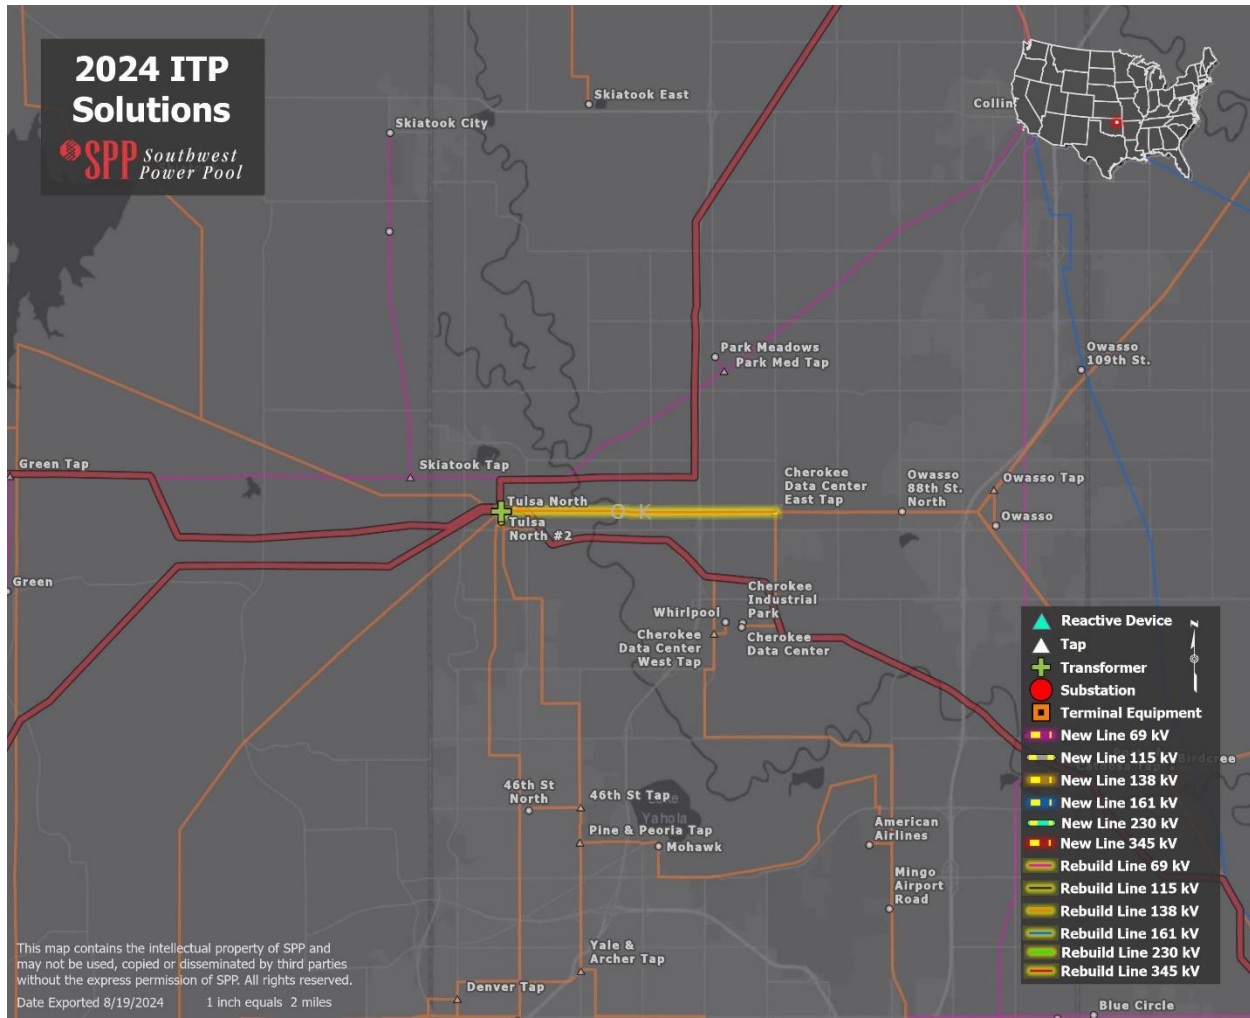 2024 ITP
Solutions
SPP Southwest
Power Pool
Skiatook East
Skiatook City
Collin
Park Meadows
Park Med Tap
Owasso
109th St.
Green Tap
Skiatook Tap
Cherokee
Data Center
East Tap
Owasso
88th St.
North
Owasso Tap
Owasso
Tulsa North
O K
Tulsa
North #2
Green
Cherokee
Industrial
Park
Whirlpool
Cherokee
Data Center
West Tap
Cherokee
Data Center
46th St
North
46th St Tap
Lake
Yahola
Pine & Peoria Tap
Mohawk
American
Airlines
Mingo
Airport
Road
Yale &
Archer Tap
Denver Tap
Blue Circle
Birdcree
N
Reactive Device
Tap
Transformer
Substation
Terminal Equipment
New Line 69 kV
New Line 115 kV
New Line 138 kV
New Line 161 kV
New Line 230 kV
New Line 345 kV
Rebuild Line 69 kV
Rebuild Line 115 kV
Rebuild Line 138 kV
Rebuild Line 161 kV
Rebuild Line 230 kV
Rebuild Line 345 kV
This map contains the intellectual property of SPP and
may not be used, copied or disseminated by third parties
without the express permission of SPP. All rights reserved.
Date Exported 8/19/2024 1 inch equals 2 miles